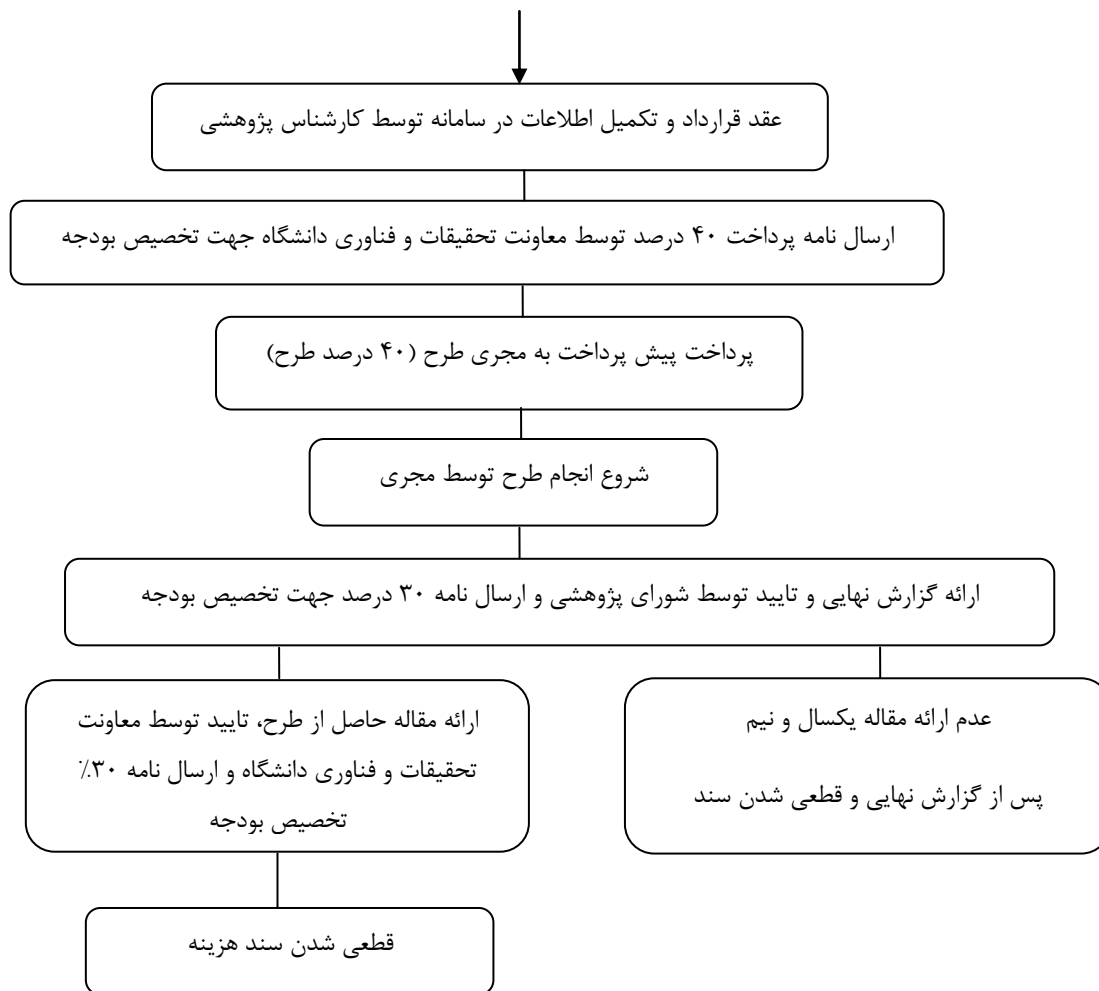 عقد قرارداد و تکمیل اطلاعات در سامانه توسط کارشناس پژوهشی
ارسال نامه پرداخت ۴۰ درصد توسط معاونت تحقیقات و فناوری دانشگاه جهت تخصیص بودجه
پرداخت پیش پرداخت به مجری طرح (۴۰ درصد طرح)
شروع انجام طرح توسط مجری
ارائه گزارش نهایی و تایید توسط شورای پژوهشی و ارسال نامه ۳۰ درصد جهت تخصیص بودجه
عدم ارائه مقاله یکسال و نیم
پس از گزارش نهایی و قطعی شدن سند
ارائه مقاله حاصل از طرح، تایید توسط معاونت
تحقیقات و فناوری دانشگاه و ارسال نامه ۳۰٪
تخصیص بودجه
قطعی شدن سند هزینه